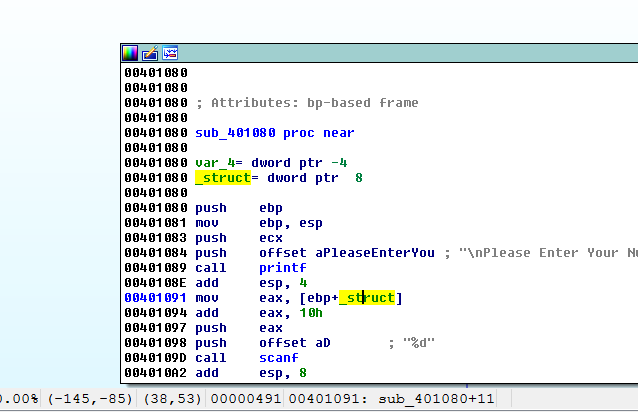 00401080
00401080
00401080 ; Attributes: bp-based frame
00401080
00401080 sub_401080 proc near
00401080
00401080 var_4= dword ptr -4
00401080 _struct= dword ptr  8
00401080
00401080 push    ebp
00401081 mov     ebp, esp
00401083 push    ecx
00401084 push    offset aPleaseEnterYou ; "\nPlease Enter Your Nu
00401089 call    printf
0040108E add     esp, 4
00401091 mov     eax, [ebp+_struct]
00401094 add     eax, 10h
00401097 push    eax
00401098 push    offset aD       ; "%d"
0040109D call    scanf
004010A2 add     esp, 8
0.00% (-145,-85) (38,53) 00000491 00401091: sub_401080+11